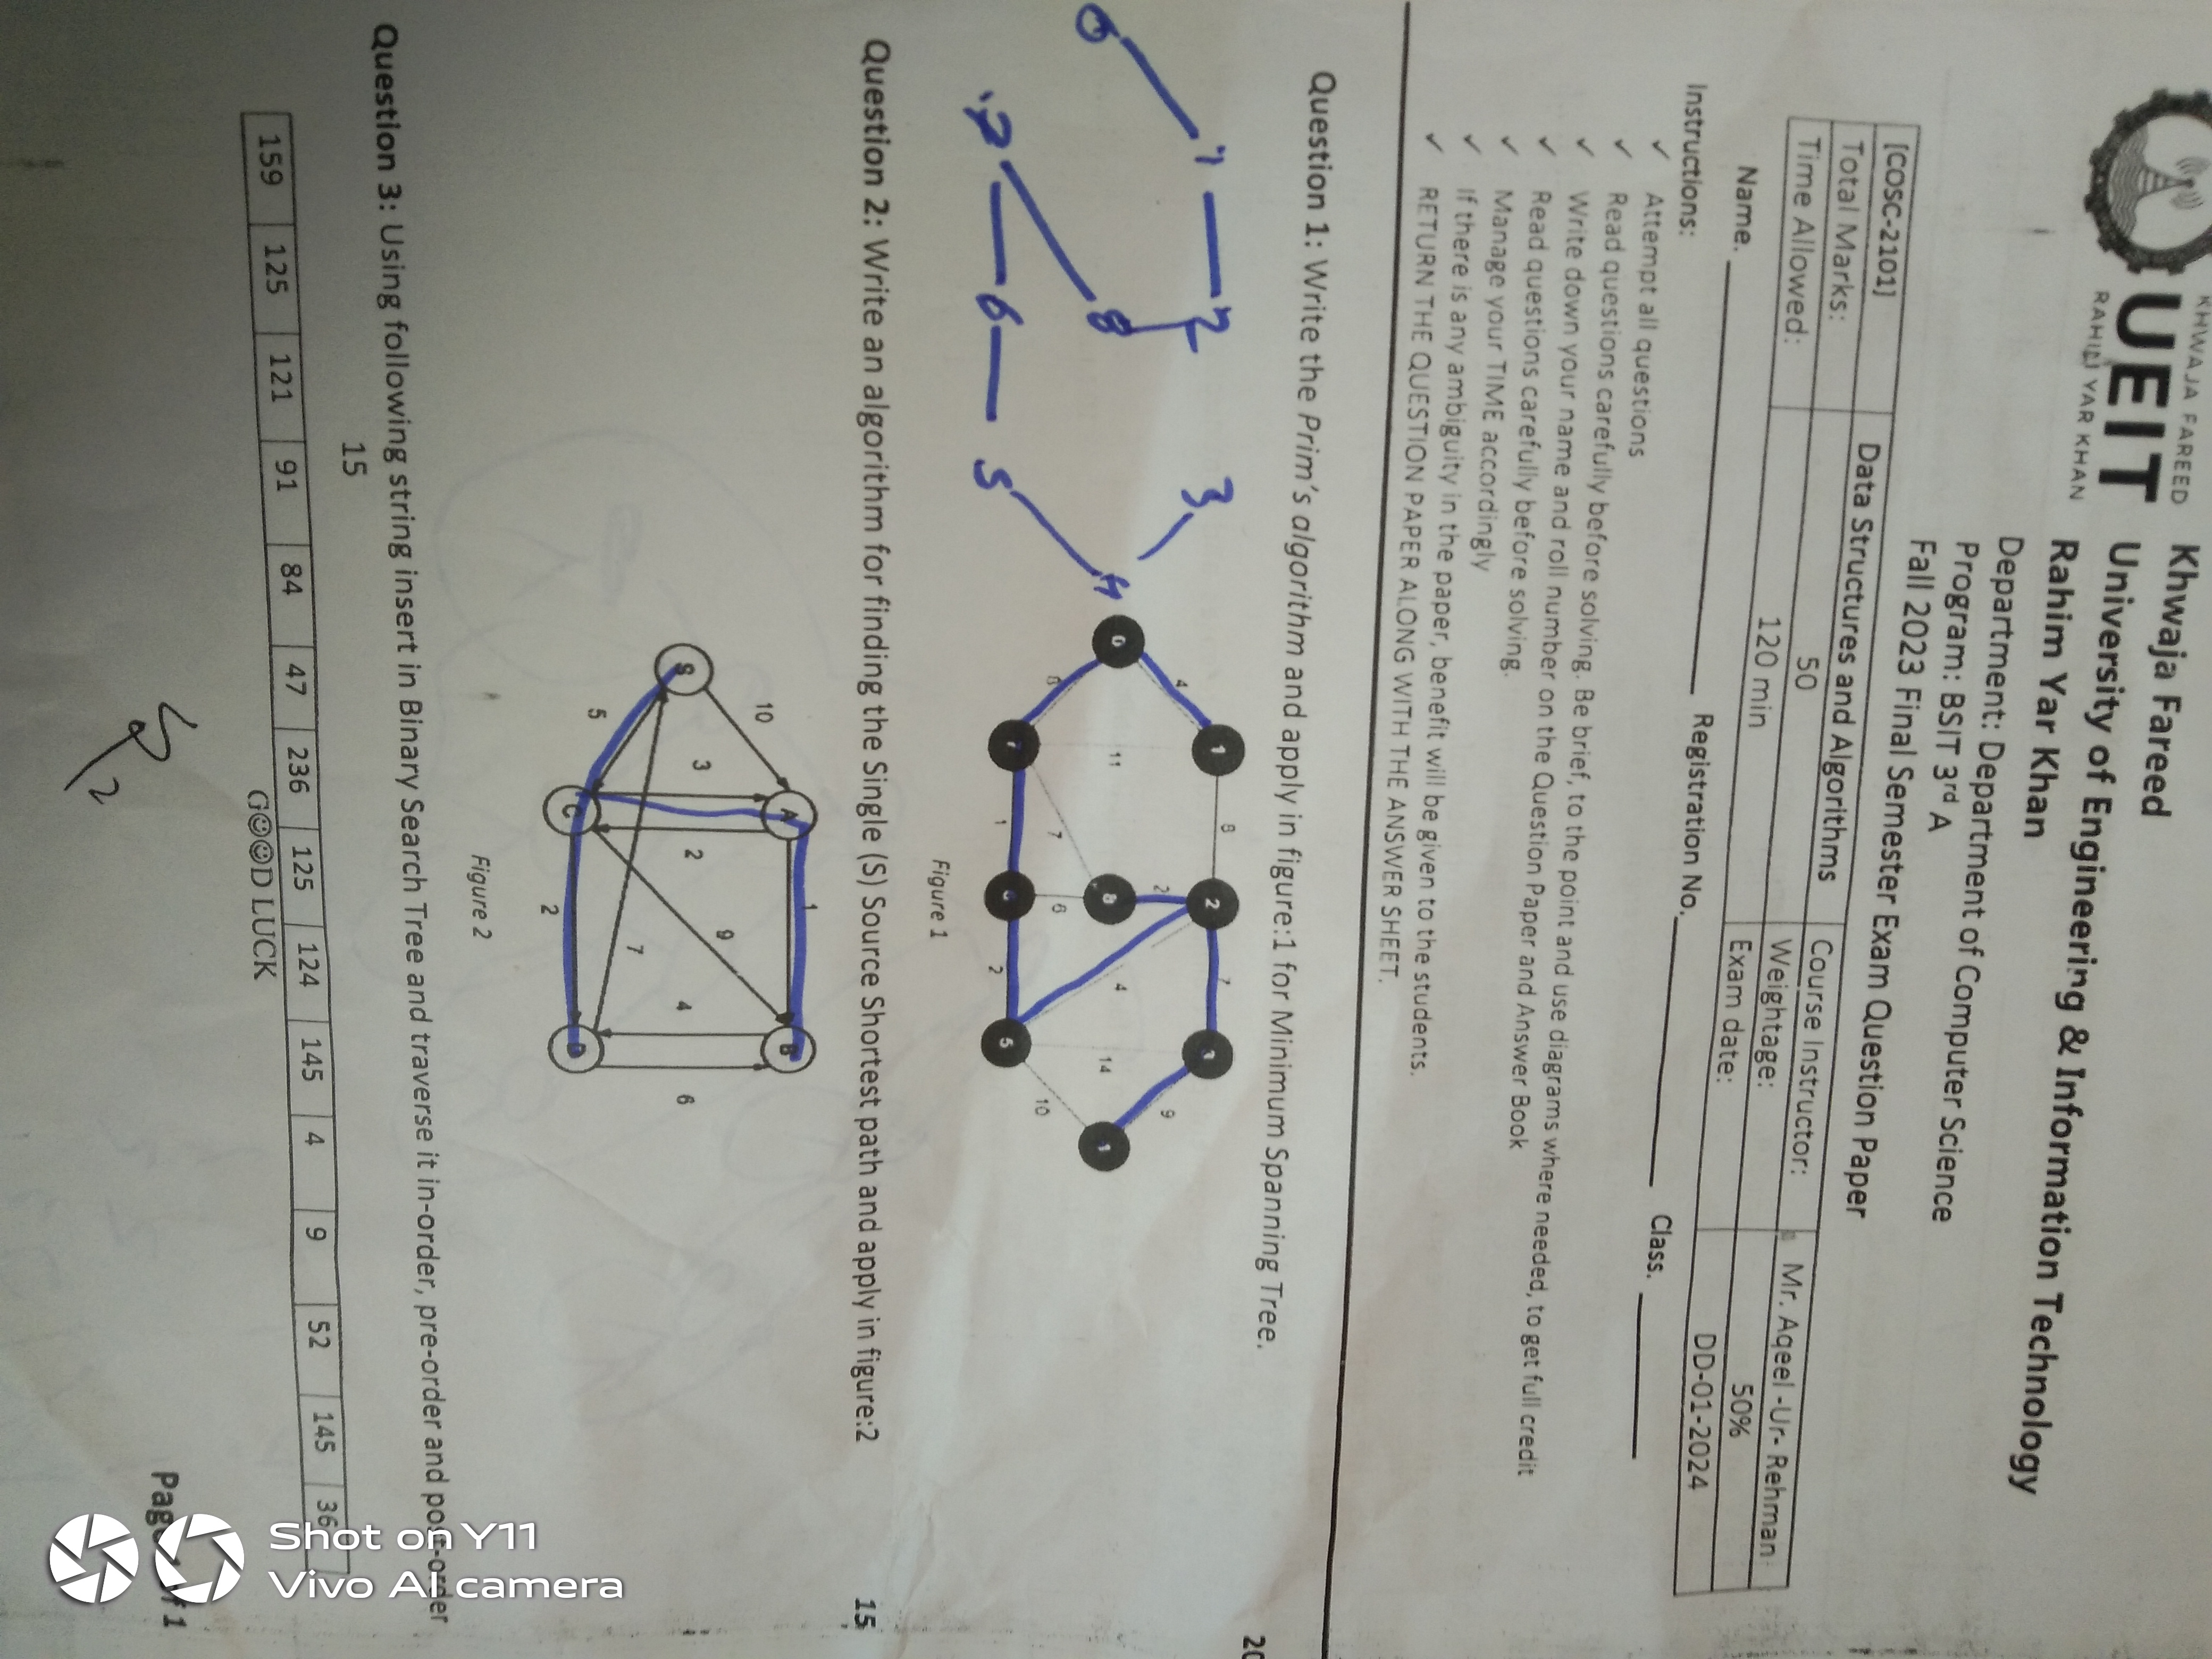 KHWAJA FAREED
UEIT
RAHIM YAR KHAN
Khwaja Fareed
University of Engineering & Information Technology
Rahim Yar Khan
Department: Department of Computer Science
Program: BSIT 3rd A
Fall 2023 Final Semester Exam Question Paper
[COSC-2101] Data Structures and Algorithms Course Instructor: Mr. Aqeel -Ur- Rehman
Total Marks: 50 Weightage: 50%
Time Allowed: 120 min Exam date: DD-01-2024
Name. Registration No. Class.
Instructions:
✓ Attempt all questions
✓ Read questions carefully before solving. Be brief, to the point and use diagrams where needed, to get full credit
✓ Write down your name and roll number on the Question Paper and Answer Book
✓ Read questions carefully before solving.
✓ Manage your TIME accordingly
✓ If there is any ambiguity in the paper, benefit will be given to the students.
✓ RETURN THE QUESTION PAPER ALONG WITH THE ANSWER SHEET.
Question 1: Write the Prim's algorithm and apply in figure:1 for Minimum Spanning Tree. 20
1 2 3
0 8 4
7 6 5
1 8 2 7 3
4 2 9
0 11 8 4 14
8 7 6 10
7 1 6 2 5
Figure 1
Question 2: Write an algorithm for finding the Single (S) Source Shortest path and apply in figure:2 15
A 1 B
10
S 3 2 9 4 6
7
5 C 2 D
Figure 2
Question 3: Using following string insert in Binary Search Tree and traverse it in-order, pre-order and post-order
15
159 125 121 91 84 47 236 125 124 145 4 9 52 145 36
G☺☺D LUCK
Page 1 of 1
Shot on Y11
Vivo AI camera